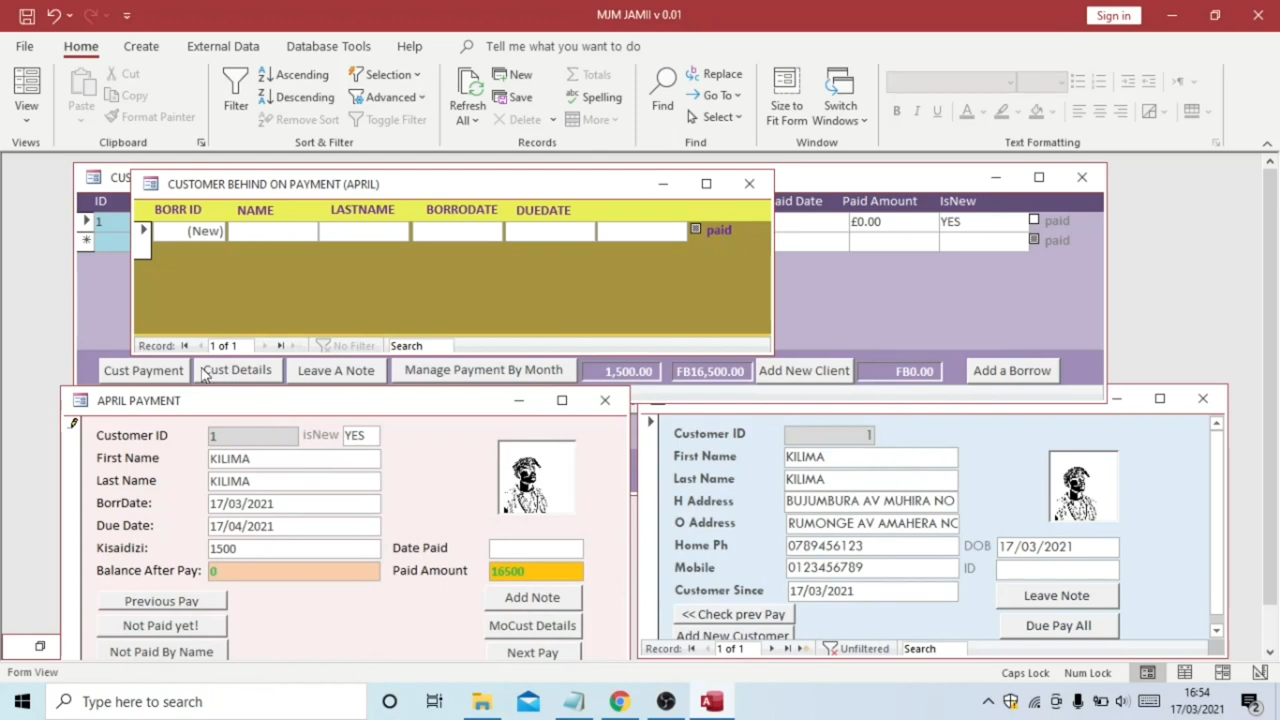 MJM JAMII v 0.01
Sign in
File Home Create External Data Database Tools Help Tell me what you want to do
View
Views
Paste
Cut
Copy
Format Painter
Clipboard
Filter
Ascending
Descending
Remove Sort
Selection
Advanced
Toggle Filter
Sort & Filter
Refresh All
New
Save
Delete
Totals
Spelling
More
Records
Find
Replace
Go To
Select
Find
Size to Fit Form
Switch Windows
Window
B I U
Text Formatting
CUS
CUSTOMER BEHIND ON PAYMENT (APRIL)
ID
aid Date Paid Amount IsNew
1
£0.00 YES paid
paid
BORR ID NAME LASTNAME BORRODATE DUEDATE
(New) paid
Record: 1 of 1 No Filter Search
Cust Payment Cust Details Leave A Note Manage Payment By Month 1,500.00 FB16,500.00 Add New Client FB0.00 Add a Borrow
APRIL PAYMENT
Customer ID 1 isNew YES
First Name KILIMA
Last Name KILIMA
BorrDate: 17/03/2021
Due Date: 17/04/2021
Kisaidizi: 1500 Date Paid
Balance After Pay: 0 Paid Amount 16500
Previous Pay
Add Note
Not Paid yet!
MoCust Details
Not Paid By Name
Next Pay
Customer ID 1
First Name KILIMA
Last Name KILIMA
H Address BUJUMBURA AV MUHIRA NO
O Address RUMONGE AV AMAHERA NO
Home Ph 0789456123 DOB 17/03/2021
Mobile 0123456789 ID
Customer Since 17/03/2021
Leave Note
<< Check prev Pay
Due Pay All
Add New Customer
Record: 1 of 1 Unfiltered Search
Form View
Caps Lock Num Lock
Type here to search
16:54
17/03/2021
2